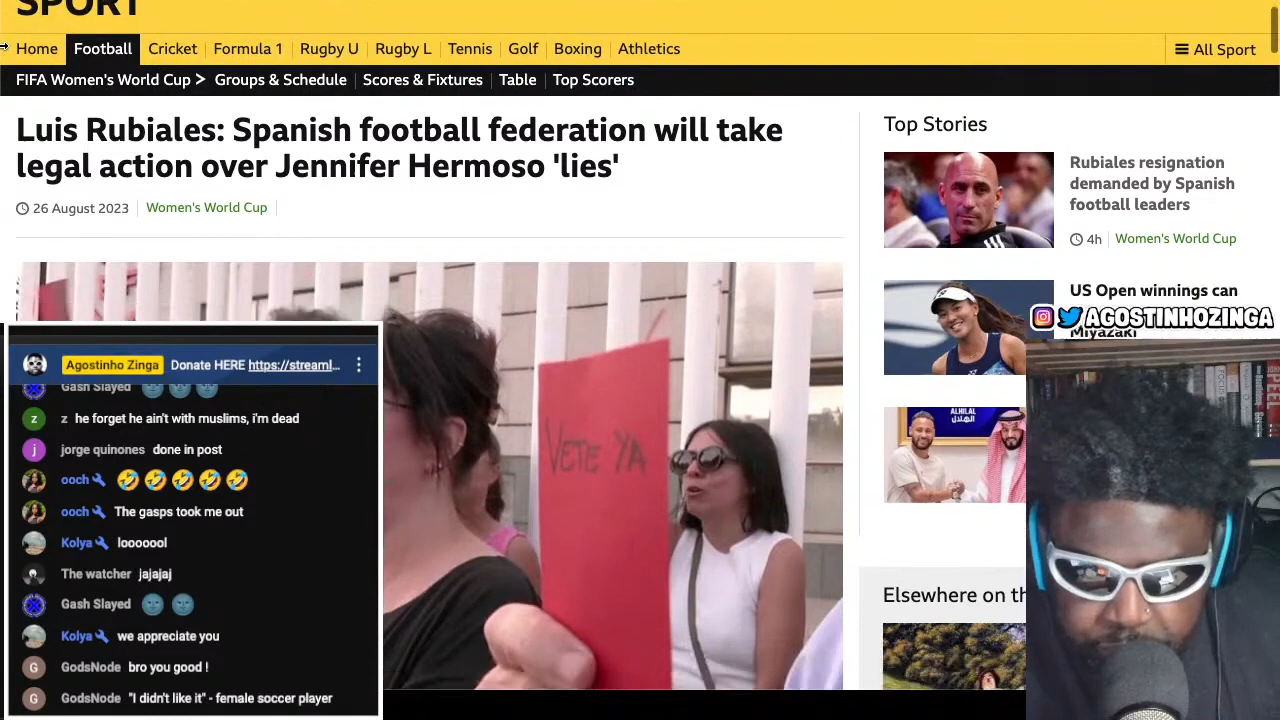 SPORT
Home Football Cricket Formula 1 Rugby U Rugby L Tennis Golf Boxing Athletics All Sport
FIFA Women's World Cup > Groups & Schedule Scores & Fixtures Table Top Scorers
Luis Rubiales: Spanish football federation will take
legal action over Jennifer Hermoso 'lies'
26 August 2023 Women's World Cup
VETE YA
Top Stories
Rubiales resignation
demanded by Spanish
football leaders
4h Women's World Cup
US Open winnings can
Miyazaki
ALHILAL
الهلال
Elsewhere on th
AGOSTINHOZINGA
Agostinho Zinga Donate HERE https://streaml...
Gash Slayed
z z he forget he ain't with muslims, i'm dead
j jorge quinones done in post
ooch
ooch The gasps took me out
Kolya looooool
The watcher jajajaj
Gash Slayed
Kolya we appreciate you
G GodsNode bro you good !
G GodsNode "I didn't like it" - female soccer player